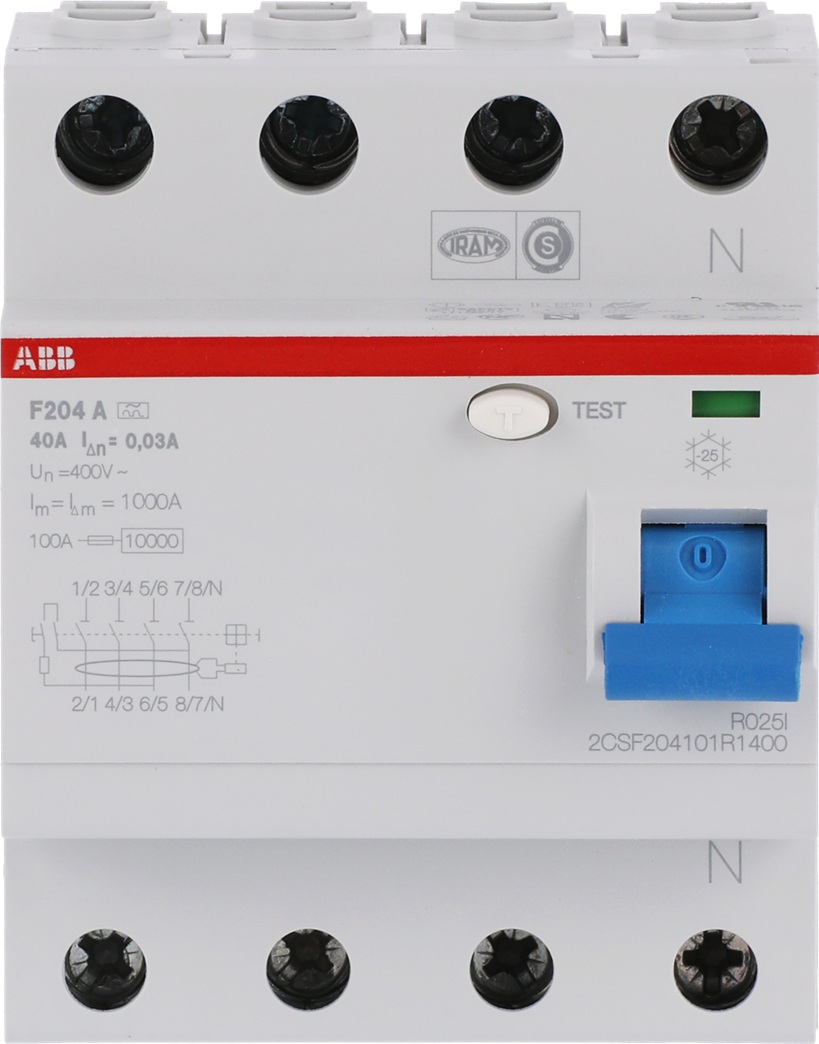 IRAM S
N
ABB
F204 A
T TEST
40A IΔn= 0,03A
-25
Un =400V ~
Im= IΔm = 1000A
100A 10000
0
1/2 3/4 5/6 7/8/N
2/1 4/3 6/5 8/7/N
R025I
2CSF204101R1400
N